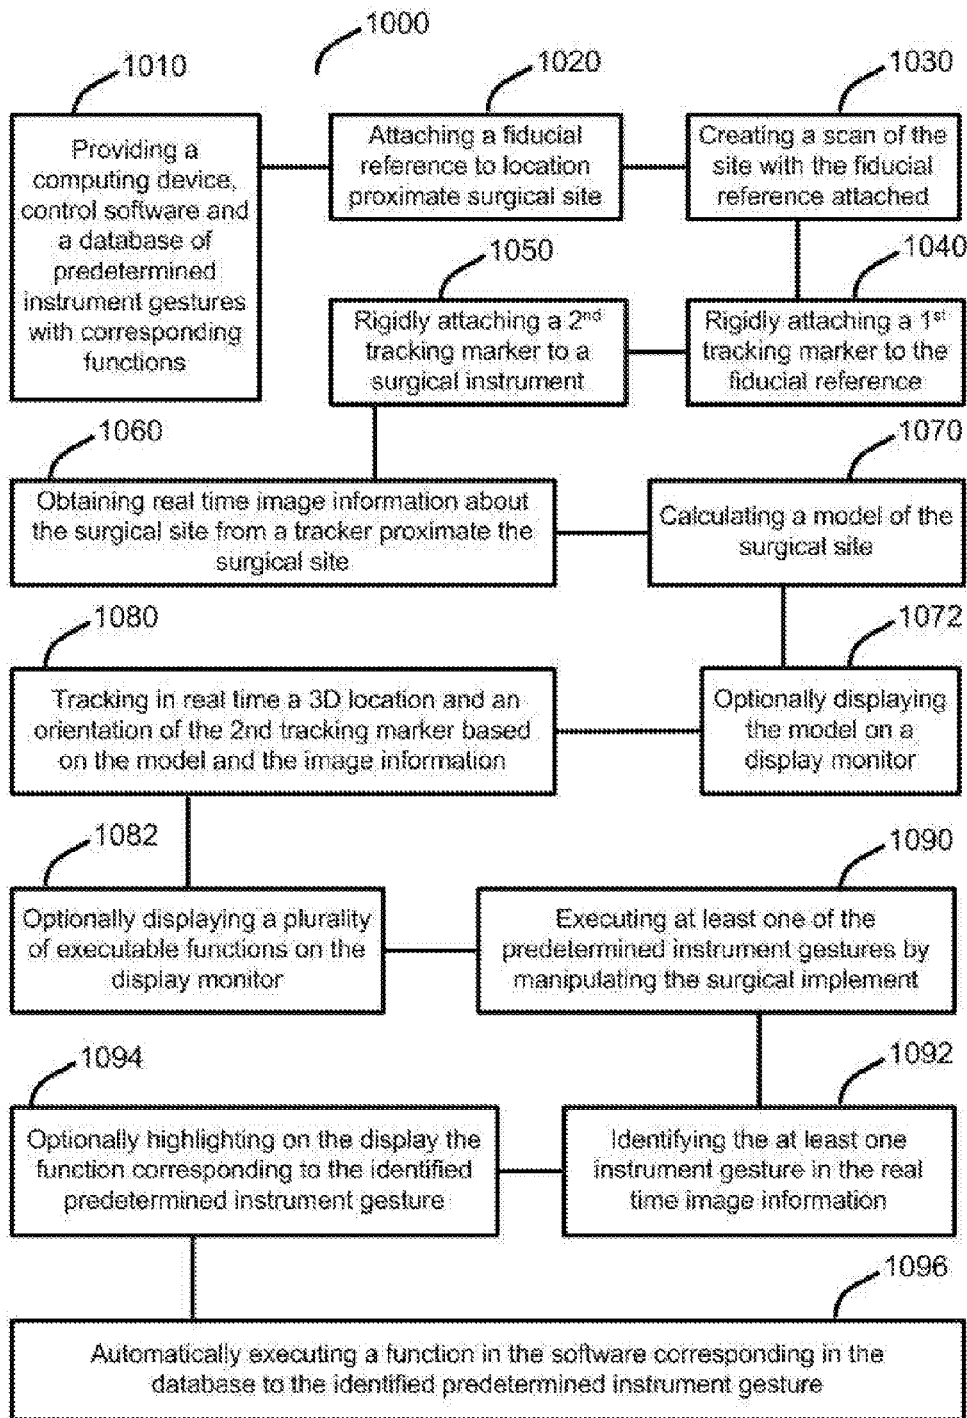 1000
1010
Providing a
computing device,
control software and
a database of
predetermined
instrument gestures
with corresponding
functions
1020
Attaching a fiducial
reference to location
proximate surgical site
1030
Creating a scan of the
site with the fiducial
reference attached
1040
Rigidly attaching a 1st
tracking marker to the
fiducial reference
1050
Rigidly attaching a 2nd
tracking marker to a
surgical instrument
1060
Obtaining real time image information about
the surgical site from a tracker proximate the
surgical site
1070
Calculating a model of the
surgical site
1072
Optionally displaying
the model on a
display monitor
1080
Tracking in real time a 3D location and an
orientation of the 2nd tracking marker based
on the model and the image information
1082
Optionally displaying a plurality
of executable functions on the
display monitor
1090
Executing at least one of the
predetermined instrument gestures by
manipulating the surgical implement
1092
Identifying the at least one
instrument gesture in the real
time image information
1094
Optionally highlighting on the display the
function corresponding to the identified
predetermined instrument gesture
1096
Automatically executing a function in the software corresponding in the
database to the identified predetermined instrument gesture